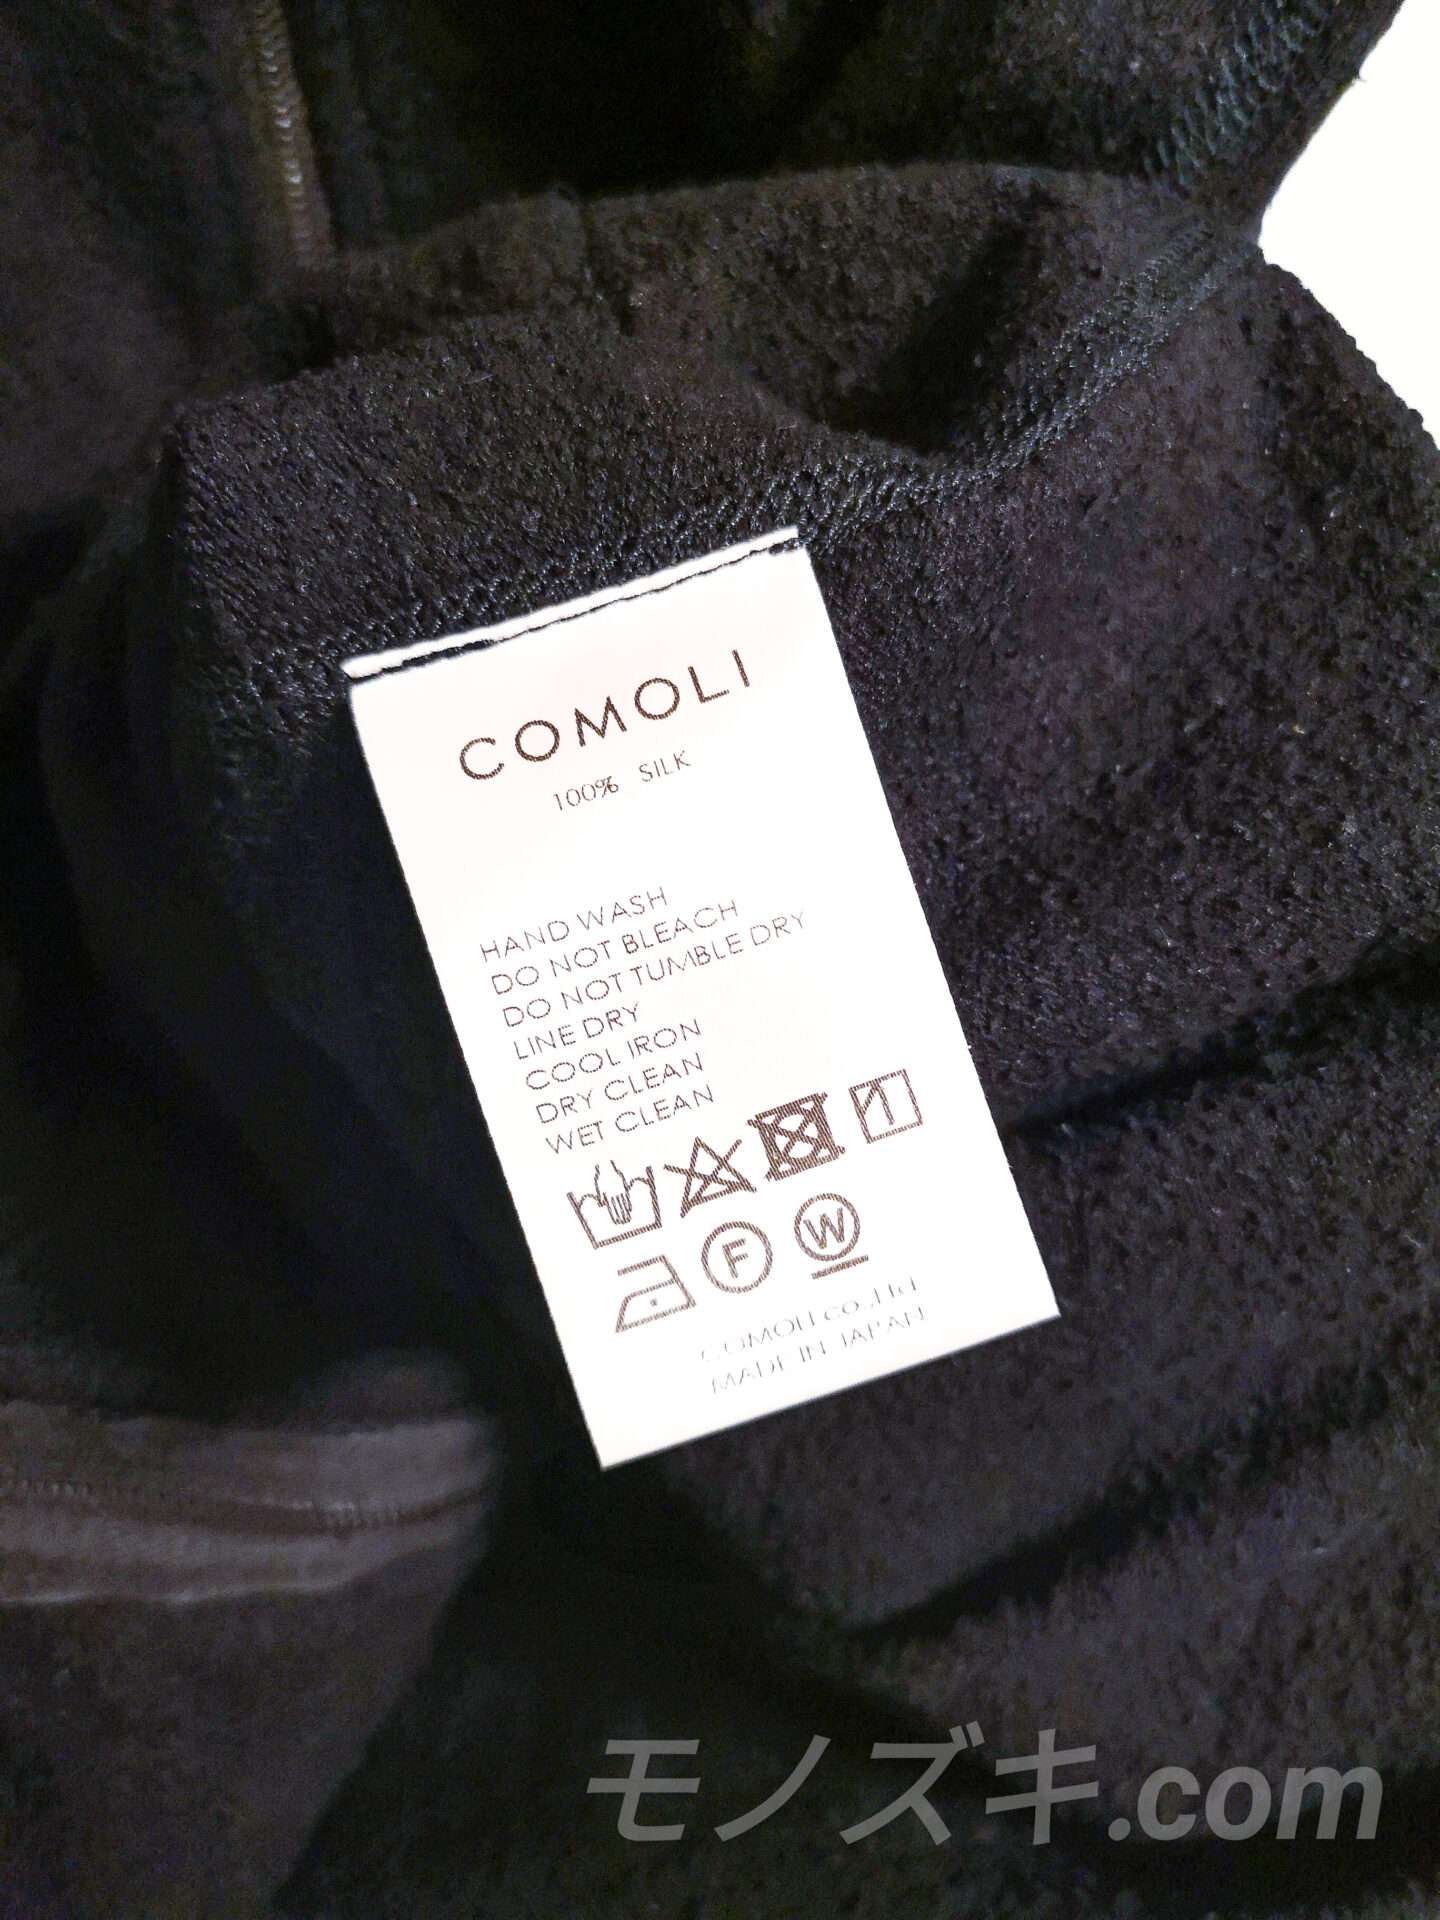 COMOLI
100% SILK
HAND WASH
DO NOT BLEACH
DO NOT TUMBLE DRY
LINE DRY
COOL IRON
DRY CLEAN
WET CLEAN
F
W
COMOLI co.,ltd
MADE IN JAPAN
モノズキ.com